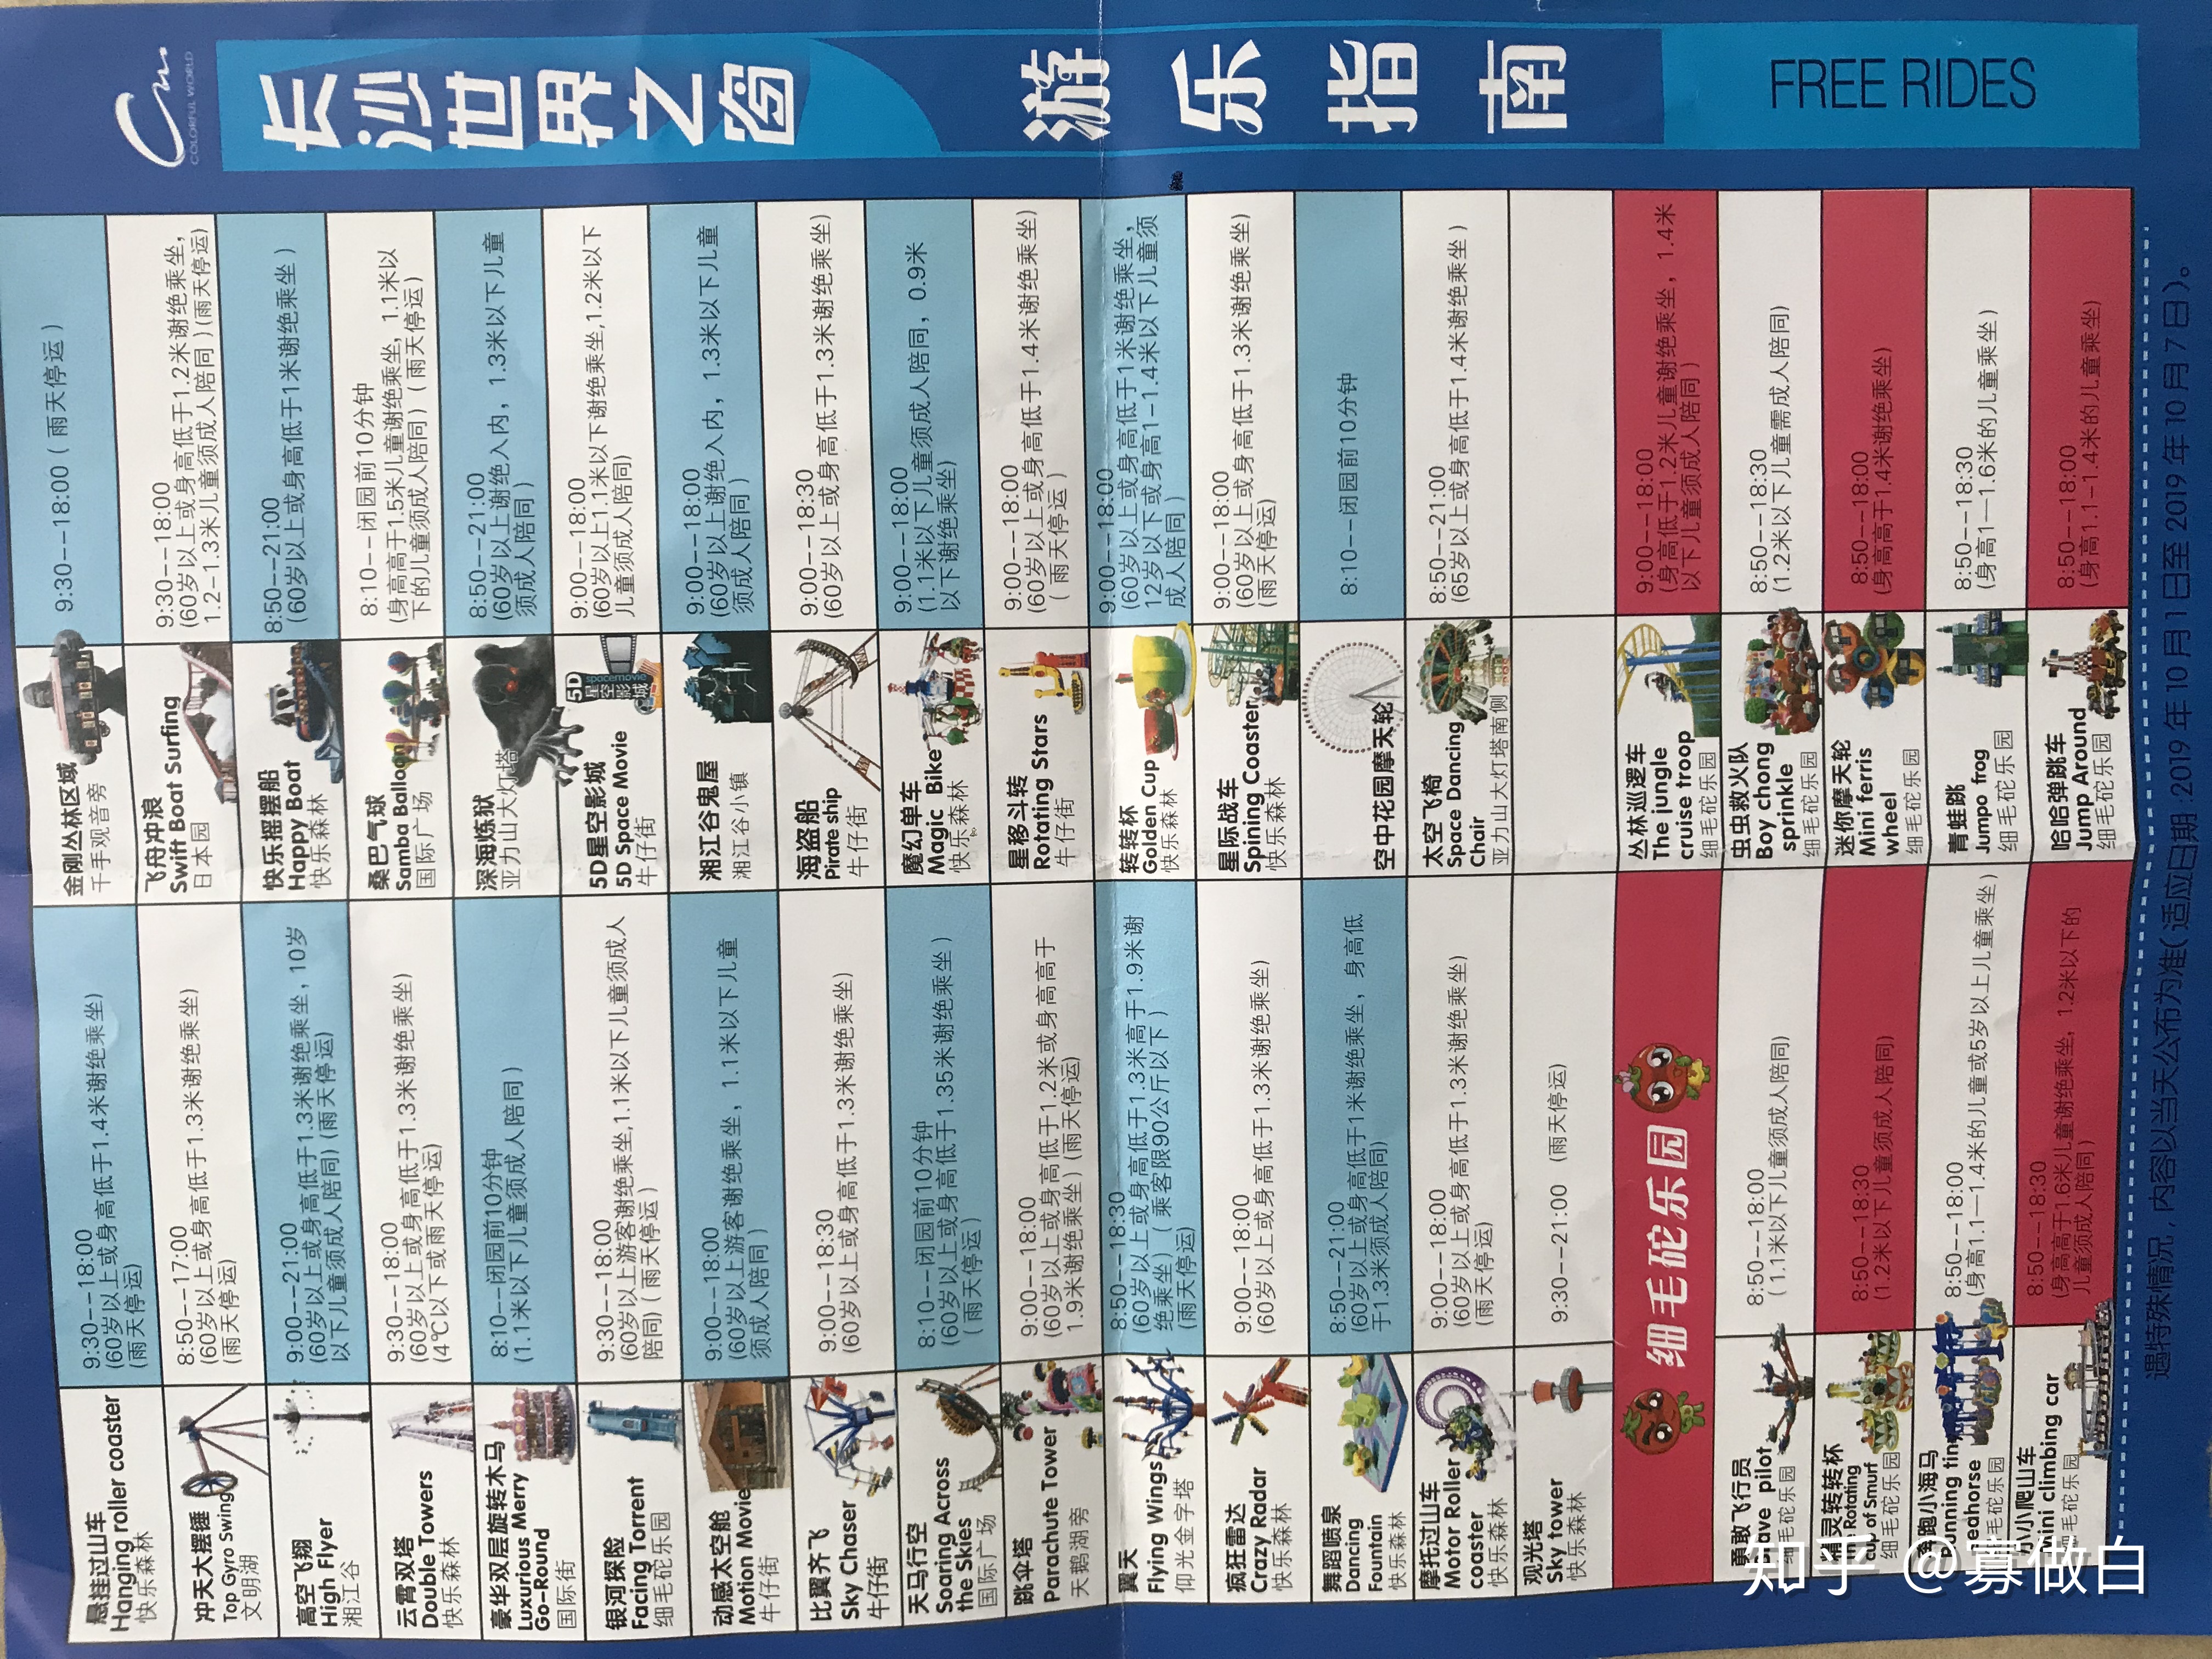 悬挂过山车
Hanging roller coaster
快乐森林
9:30--18:00
(60岁以上或身高低于1.4米谢绝乘坐)
(雨天停运)
冲天大摆锤
Top Gyro Swing
文明湖
8:50--17:00
(60岁以上或身高低于1.3米谢绝乘坐)
(雨天停运)
高空飞翔
High Flyer
湘江谷
9:00--21:00
(60岁以上或身高低于1.3米谢绝乘坐，10岁
以下儿童须成人陪同) (雨天停运)
云霄双塔
Double Towers
快乐森林
9:30--18:00
(60岁以上或身高低于1.3米谢绝乘坐)
(4℃以下或雨天停运)
豪华双层旋转木马
Luxurious Merry
Go-Round
国际街
8:10--闭园前10分钟
(1.1米以下儿童须成人陪同 )
银河探险
Facing Torrent
细毛砣乐园
9:30--18:00
(60岁以上游客谢绝乘坐,1.1米以下儿童须成人
陪同) ( 雨天停运 )
动感太空舱
Motion Movie
牛仔街
9:00--18:00
(60岁以上游客谢绝乘坐，1.1米以下儿童
须成人陪同 )
比翼齐飞
Sky Chaser
牛仔街
9:00--18:30
(60岁以上或身高低于1.3米谢绝乘坐)
天马行空
Soaring Across
the Skies
国际广场
8:10--闭园前10分钟
(60岁以上或身高低于1.35米谢绝乘坐 )
( 雨天停运 )
跳伞塔
Parachute Tower
天鹅湖旁
9:00--18:00
(60岁以上或身高低于1.2米或身高高于
1.9米谢绝乘坐) (雨天停运)
翼天
Flying Wings
仰光金字塔
8:50--18:30
(60岁以上或身高低于1.3米高于1.9米谢
绝乘坐) ( 乘客限90公斤以下 )
(雨天停运)
疯狂雷达
Crazy Radar
快乐森林
9:00--18:00
(60岁以上或身高低于1.3米谢绝乘坐)
舞蹈喷泉
Dancing
Fountain
快乐森林
8:50--21:00
(60岁以上或身高低于1米谢绝乘坐，身高低
于1.3米须成人陪同)
摩托过山车
Motor Roller
coaster
快乐森林
9:00--18:00
(60岁以上或身高低于1.3米谢绝乘坐)
(雨天停运)
观光塔
Sky tower
快乐森林
9:30--21:00 (雨天停运)
细毛砣乐园
勇敢飞行员
Brave pilot
细毛砣乐园
8:50--18:00
( 1.1米以下儿童须成人陪同)
精灵转转杯
The Rotating
cup of Smurf
细毛砣乐园
8:50--18:30
(1.2米以下儿童须成人陪同)
奔跑小海马
Running tiny
seahorse
细毛砣乐园
8:50--18:00
(身高1.1—1.4米的儿童或5岁以上儿童乘坐)
小小爬山车
Mini climbing car
细毛砣乐园
8:50--18:30
(身高高于1.6米儿童谢绝乘坐，1.2米以下的
儿童须成人陪同 )
金刚丛林区域
千手观音旁
9:30--18:00 ( 雨天停运 )
飞舟冲浪
Swift Boat Surfing
日本园
9:30--18:00
(60岁以上或身高低于1.2米谢绝乘坐，
1.2-1.3米儿童须成人陪同 ) (雨天停运)
快乐摇摆船
Happy Boat
快乐森林
8:50--21:00
(60岁以上或身高低于1米谢绝乘坐 )
桑巴气球
Samba Balloon
国际广场
8:10--闭园前10分钟
(身高高于1.5米儿童谢绝乘坐，1.1米以
下的儿童须成人陪同 ) ( 雨天停运 )
深海炼狱
亚力山大灯塔
8:50--21:00
(60岁以上谢绝入内，1.3米以下儿童
须成人陪同 )
5D星空影城
5D Space Movie
牛仔街
5D
星空影城
9:00--18:00
(60岁以上1.1米以下谢绝乘坐,1.2米以下
儿童须成人陪同)
湘江谷鬼屋
湘江谷小镇
9:00--18:00
(60岁以上谢绝入内，1.3米以下儿童
须成人陪同 )
海盗船
Pirate ship
牛仔街
9:00--18:30
(60岁以上或身高低于1.3米谢绝乘坐)
魔幻单车
Magic Bike
快乐森林
9:00--18:00
(1.1米以下儿童须成人陪同，0.9米
以下谢绝乘坐)
星移斗转
Rotating Stars
牛仔街
9:00--18:00
(60岁以上或身高低于1.4米谢绝乘坐)
( 雨天停运 )
转转杯
Golden Cup
快乐森林
9:00--18:00
(60岁以上或身高低于1米谢绝乘坐，
12岁以下或身高1-1.4米以下儿童须
成人陪同 )
星际战车
Spining Coaster
快乐森林
9:00--18:00
(60岁以上或身高低于1.3米谢绝乘坐)
(雨天停运)
空中花园摩天轮
8:10--闭园前10分钟
太空飞椅
Space Dancing
Chair
亚力山大灯塔南侧
8:50--21:00
(65岁以上或身高低于1.4米谢绝乘坐 )
丛林巡逻车
The jungle
cruise troop
细毛砣乐园
9:00--18:00
(身高低于1.2米儿童谢绝乘坐，1.4米
以下儿童须成人陪同 )
虫虫救火队
Boy chong
sprinkle
细毛砣乐园
8:50--18:30
(1.2米以下儿童需成人陪同)
迷你摩天轮
Mini ferris
wheel
细毛砣乐园
8:50--18:00
(身高高于1.4米谢绝乘坐)
青蛙跳
Jumpo frog
细毛砣乐园
8:50--18:30
(身高1—1.6米的儿童乘坐 )
哈哈弹跳车
Jump Around
细毛砣乐园
8:50--18:00
(身高1.1-1.4米的儿童乘坐)
遇特殊情况，内容以当天公布为准( 适应日期:2019 年 10 月 1 日至 2019 年 10 月 7 日 )。
COLORFUL WORLD
长沙世界之窗
游乐指南
FREE RIDES
知乎 @慕做白